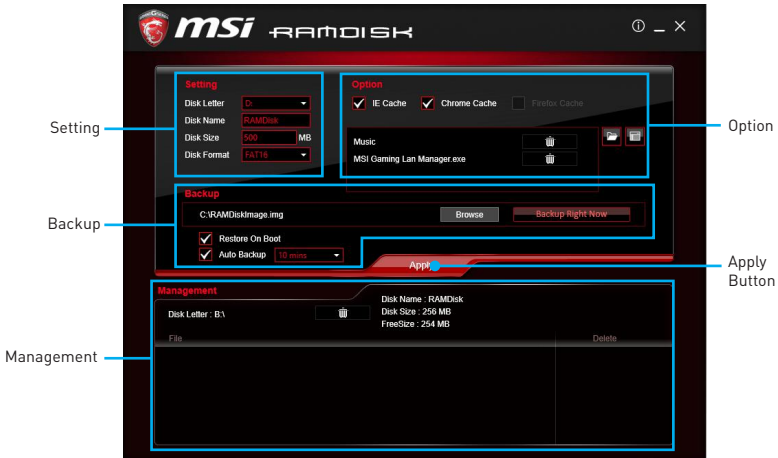 msi RAMDISK
Setting
Disk Letter D:
Disk Name RAMDisk
Disk Size 500 MB
Disk Format FAT16
Option
IE Cache Chrome Cache Firefox Cache
Music
MSI Gaming Lan Manager.exe
Backup
C:\RAMDiskImage.img Browse Backup Right Now
Restore On Boot
Auto Backup 10 mins
Apply
Management
Disk Letter : B:\
Disk Name : RAMDisk
Disk Size : 256 MB
FreeSize : 254 MB
File Delete
Setting
Backup
Management
Option
Apply
Button